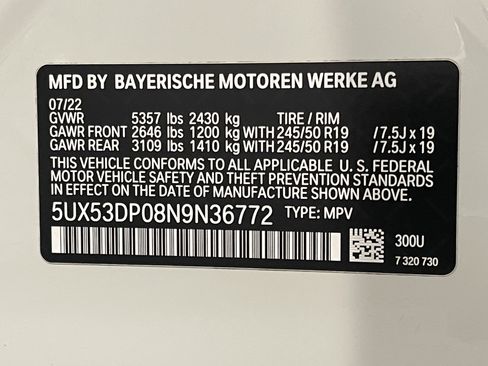 MFD BY BAYERISCHE MOTOREN WERKE AG
07/22
GVWR 5357 lbs 2430 kg TIRE / RIM
GAWR FRONT 2646 lbs 1200 kg WITH 245/50 R19 /7.5J x 19
GAWR REAR 3109 lbs 1410 kg WITH 245/50 R19 /7.5J x 19
THIS VEHICLE CONFORMS TO ALL APPLICABLE U. S. FEDERAL
MOTOR VEHICLE SAFETY AND THEFT PREVENTION STANDARDS
IN EFFECT ON THE DATE OF MANUFACTURE SHOWN ABOVE.
5UX53DP08N9N36772 TYPE: MPV
300U
7 320 730